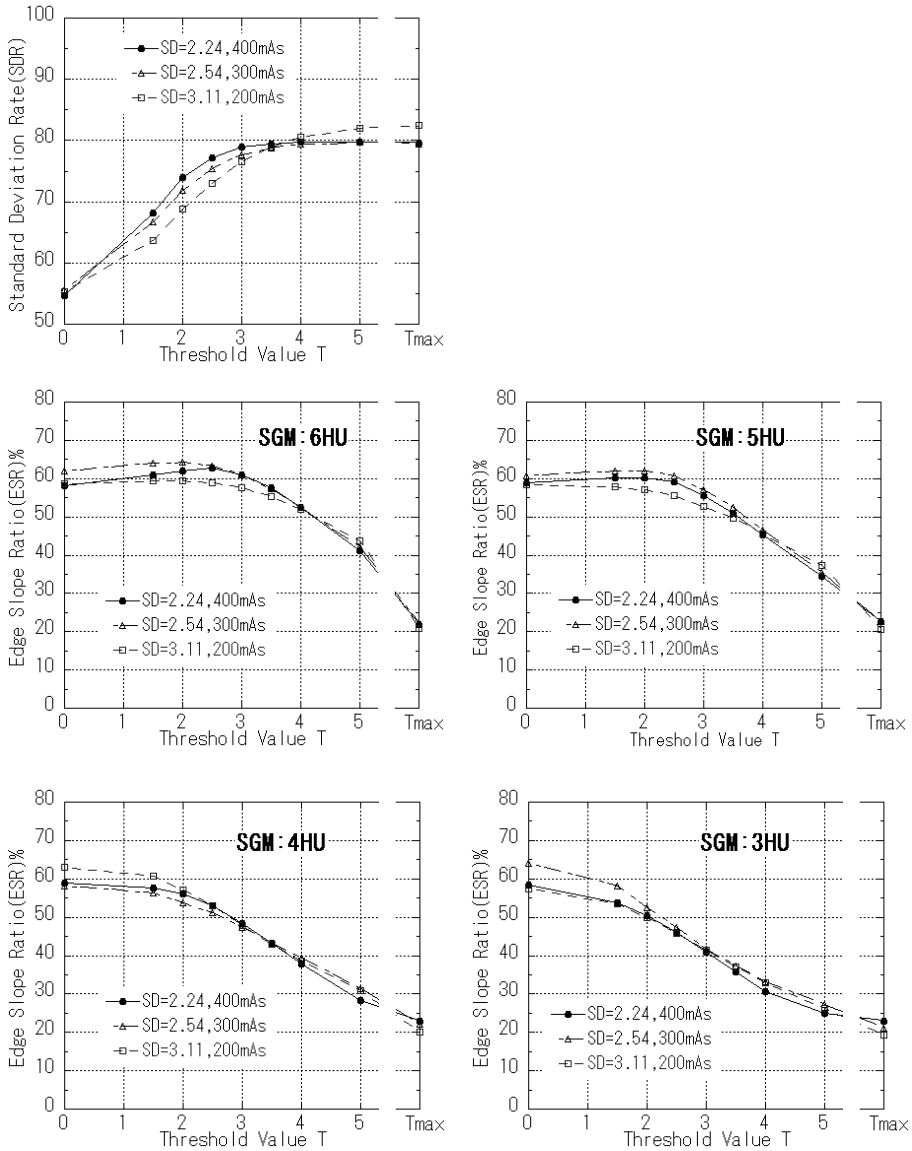 Standard Deviation Rate(SDR)
100
90
80
70
60
50
SD=2.24,400mAs
SD=2.54,300mAs
SD=3.11,200mAs
0 1 2 3 4 5 Tmax
Threshold Value T
Edge Slope Ratio(ESR)%
80
70
60
50
40
30
20
10
0
SGM:6HU
SD=2.24,400mAs
SD=2.54,300mAs
SD=3.11,200mAs
0 1 2 3 4 5 Tmax
Threshold Value T
Edge Slope Ratio(ESR)%
80
70
60
50
40
30
20
10
0
SGM:5HU
SD=2.24,400mAs
SD=2.54,300mAs
SD=3.11,200mAs
0 1 2 3 4 5 Tmax
Threshold Value T
Edge Slope Ratio(ESR)%
80
70
60
50
40
30
20
10
0
SGM:4HU
SD=2.24,400mAs
SD=2.54,300mAs
SD=3.11,200mAs
0 1 2 3 4 5 Tmax
Threshold Value T
Edge Slope Ratio(ESR)%
80
70
60
50
40
30
20
10
0
SGM:3HU
SD=2.24,400mAs
SD=2.54,300mAs
SD=3.11,200mAs
0 1 2 3 4 5 Tmax
Threshold Value T